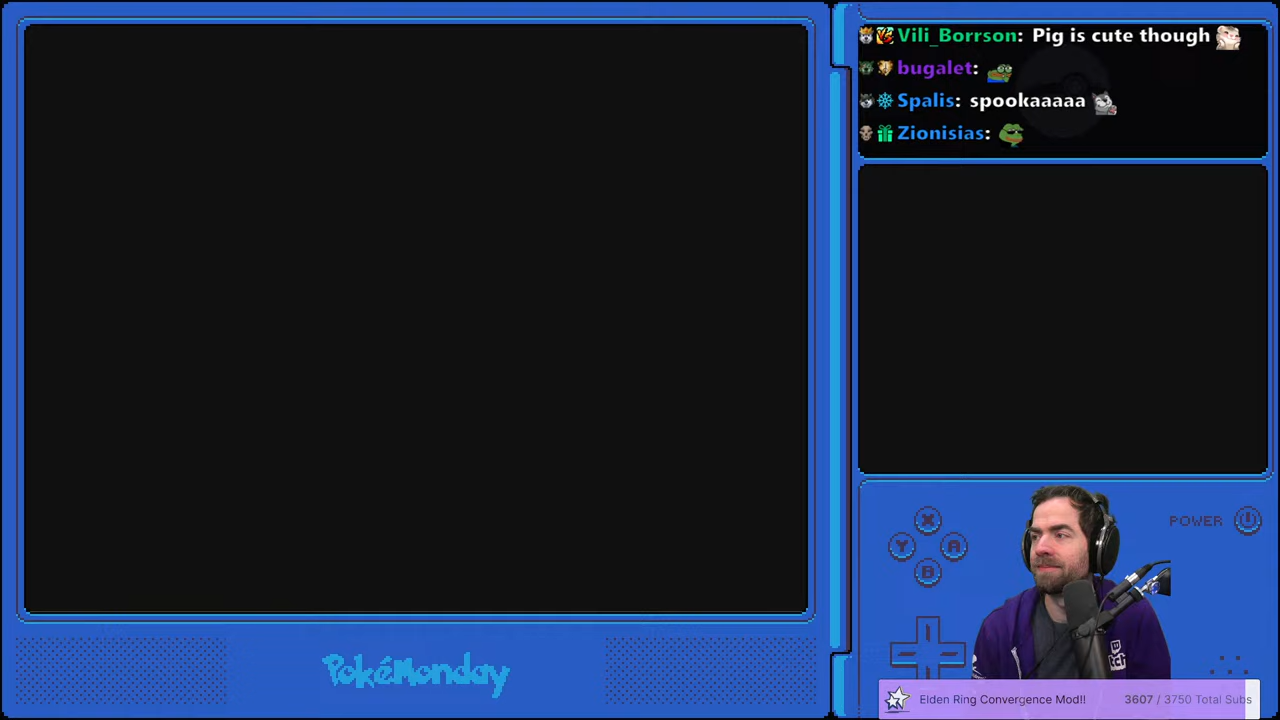 Vili_Borrson: Pig is cute though
bugalet:
Spalis: spookaaaaa
Zionisias:
X
Y A
B
POWER
PokéMonday
Elden Ring Convergence Mod!! 3607 / 3750 Total Subs